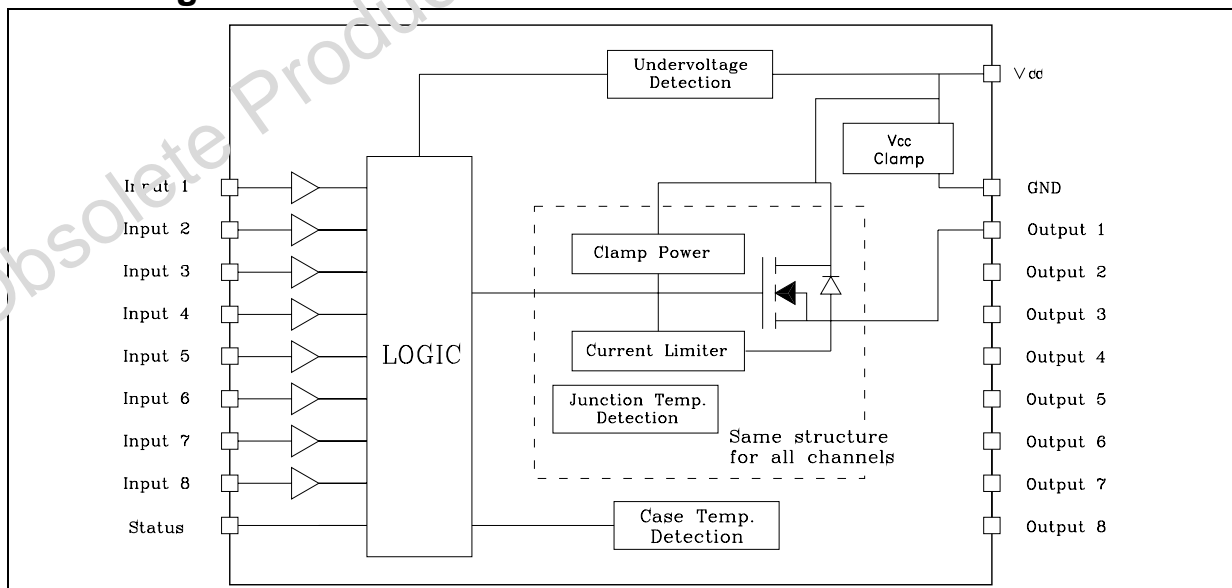 Obsolete Produc
Undervoltage
Detection
Vcc
Vcc
Clamp
Input 1
GND
Input 2
Output 1
Clamp Power
Input 3
Output 2
Input 4
Output 3
LOGIC
Current Limiter
Input 5
Output 4
Junction Temp.
Detection
Input 6
Output 5
Same structure
for all channels
Input 7
Output 6
Input 8
Output 7
Case Temp.
Detection
Status
Output 8